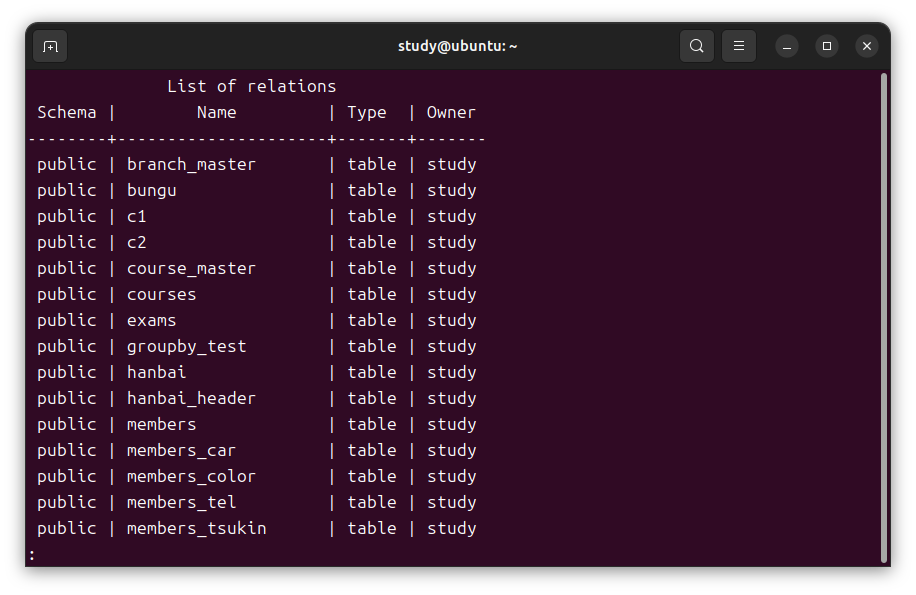 study@ubuntu: ~
List of relations
Schema | Name | Type | Owner
--------+---------------------+-------+-------
public | branch_master | table | study
public | bungu | table | study
public | c1 | table | study
public | c2 | table | study
public | course_master | table | study
public | courses | table | study
public | exams | table | study
public | groupby_test | table | study
public | hanbai | table | study
public | hanbai_header | table | study
public | members | table | study
public | members_car | table | study
public | members_color | table | study
public | members_tel | table | study
public | members_tsukin | table | study
: